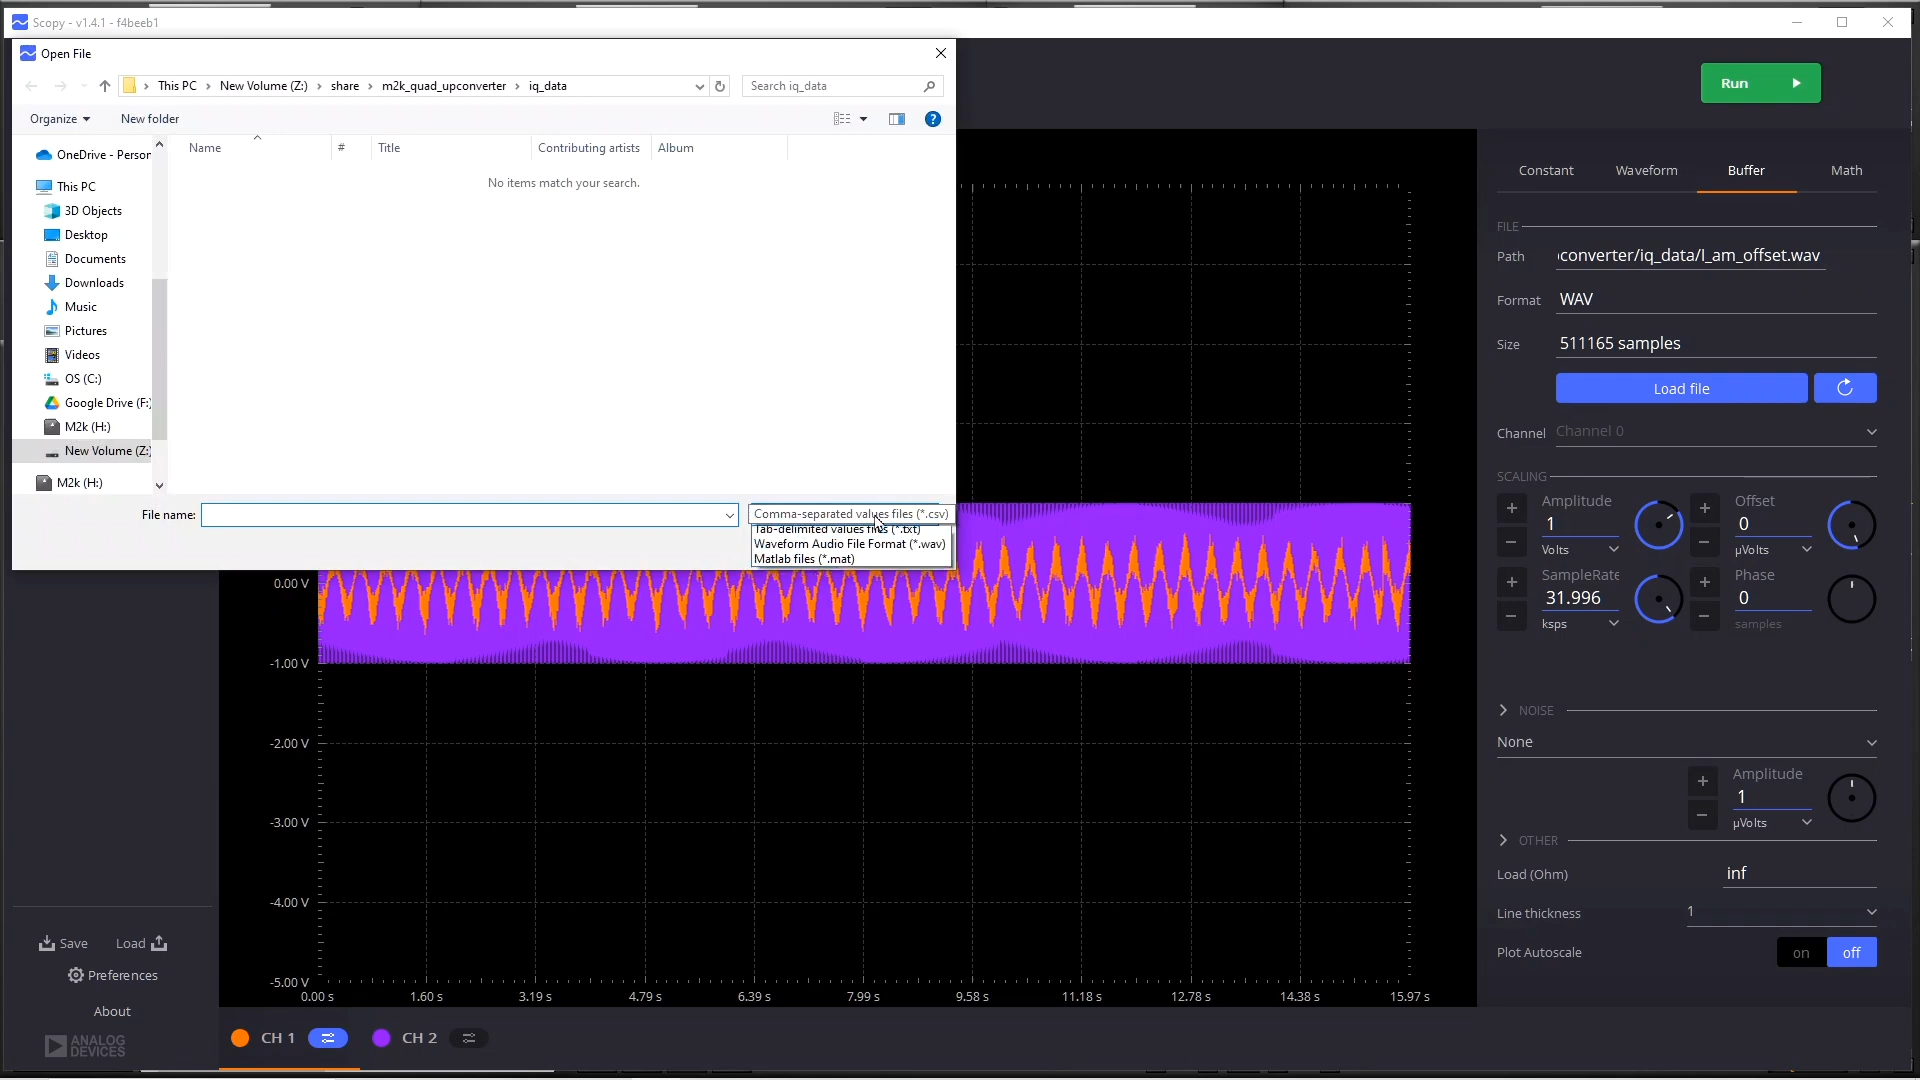 Scopy - v1.4.1 - f4beeb1
Open File
This PC › New Volume (Z:) › share › m2k_quad_upconverter › iq_data
Search iq_data
Organize
New folder
Name
#
Title
Contributing artists
Album
No items match your search.
OneDrive - Person
This PC
3D Objects
Desktop
Documents
Downloads
Music
Pictures
Videos
OS (C:)
Google Drive (F:)
M2k (H:)
New Volume (Z:)
M2k (H:)
File name:
Comma-separated values files (*.csv)
Tab-delimited values files (*.txt)
Waveform Audio File Format (*.wav)
Matlab files (*.mat)
Run
Constant
Waveform
Buffer
Math
FILE
Path
converter/iq_data/I_am_offset.wav
Format
WAV
Size
511165 samples
Load file
Channel
Channel 0
SCALING
Amplitude
1
Volts
Offset
0
µVolts
SampleRate
31.996
ksps
Phase
0
samples
NOISE
None
Amplitude
1
µVolts
OTHER
Load (Ohm)
inf
Line thickness
1
Plot Autoscale
on
off
0.00 V
-1.00 V
-2.00 V
-3.00 V
-4.00 V
-5.00 V
0.00 s
1.60 s
3.19 s
4.79 s
6.39 s
7.99 s
9.58 s
11.18 s
12.78 s
14.38 s
15.97 s
Save
Load
Preferences
About
ANALOG
DEVICES
CH 1
CH 2